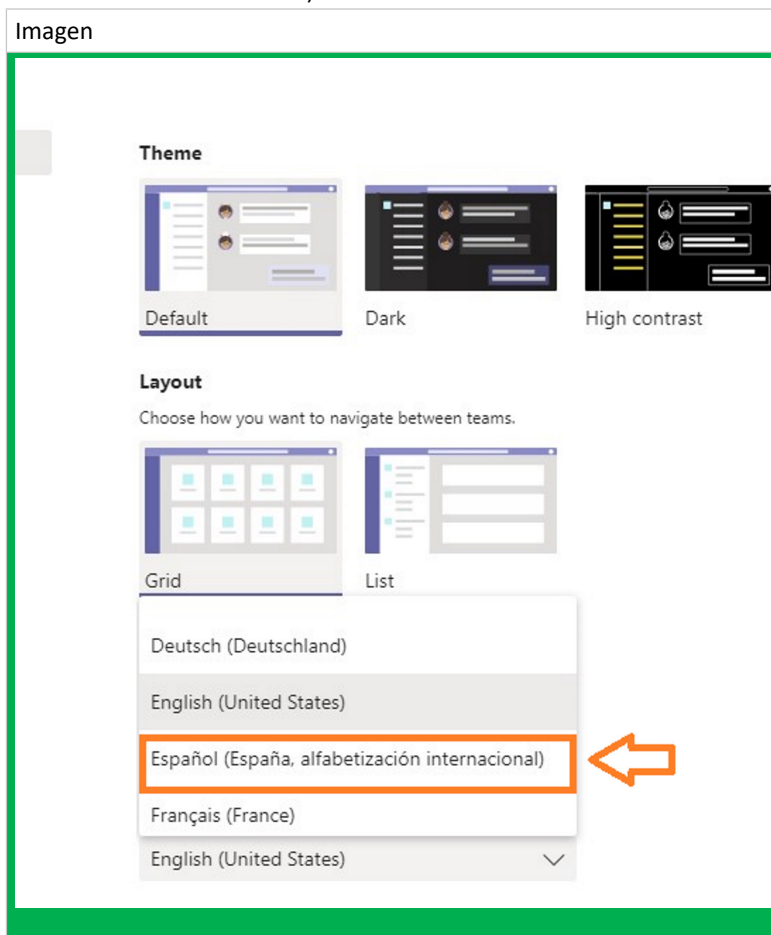 Imagen
Theme
Default Dark High contrast
Layout
Choose how you want to navigate between teams.
Grid List
Deutsch (Deutschland)
English (United States)
Español (España, alfabetización internacional)
Français (France)
English (United States)